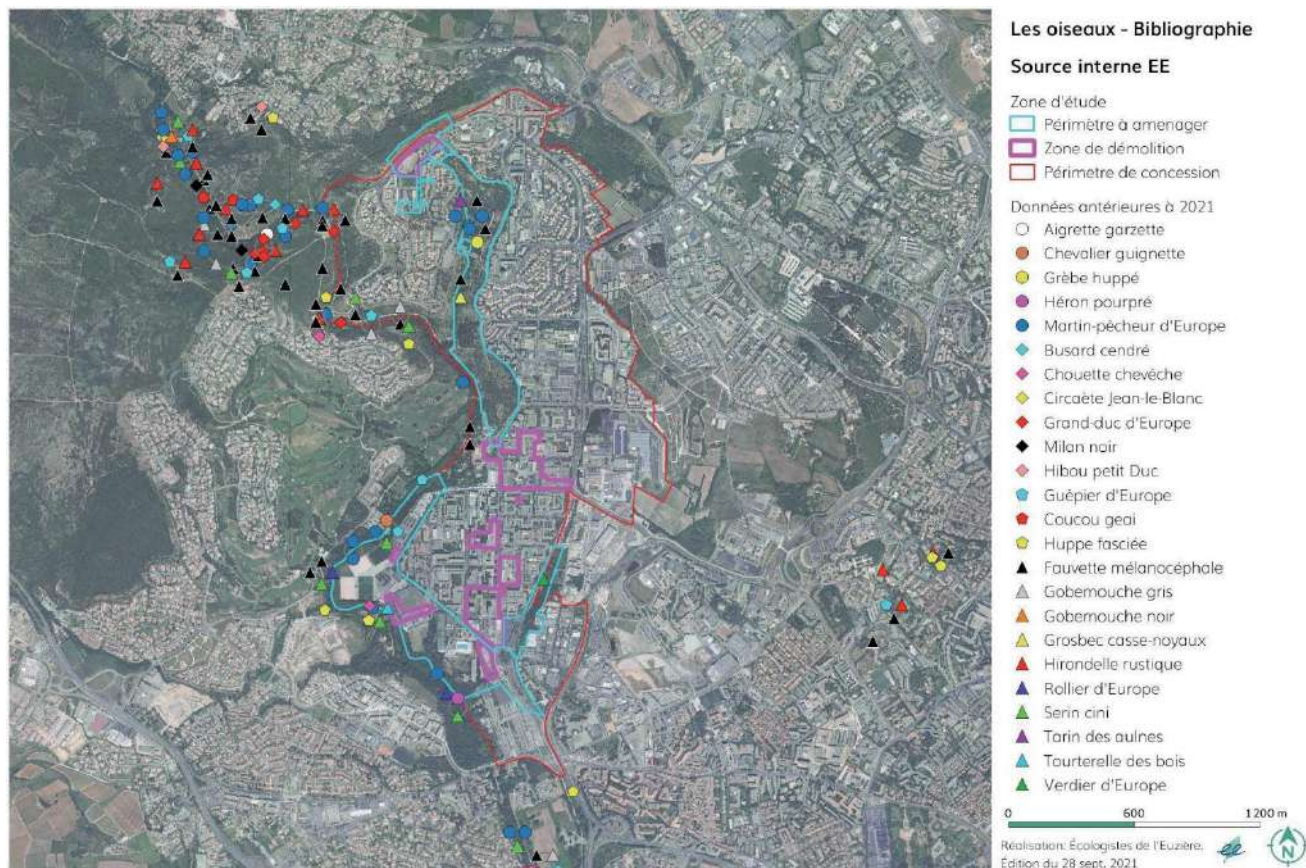 Les oiseaux - Bibliographie
Source interne EE
Zone d'étude
Périmètre à amenager
Zone de démolition
Périmetre de concession
Données antérieures à 2021
Aigrette garzette
Chevalier guignette
Grèbe huppé
Héron pourpré
Martin-pêcheur d'Europe
Busard cendré
Chouette chevêche
Circaète Jean-le-Blanc
Grand-duc d'Europe
Milan noir
Hibou petit Duc
Guêpier d'Europe
Coucou geai
Huppe fasciée
Fauvette mélanocéphale
Gobemouche gris
Gobemouche noir
Grosbec casse-noyaux
Hirondelle rustique
Rollier d'Europe
Serin cini
Tarin des aulnes
Tourterelle des bois
Verdier d'Europe
0 600 1200 m
Réalisation: Écologistes de l'Euzière. ee
Édition du 28 sept. 2021
N